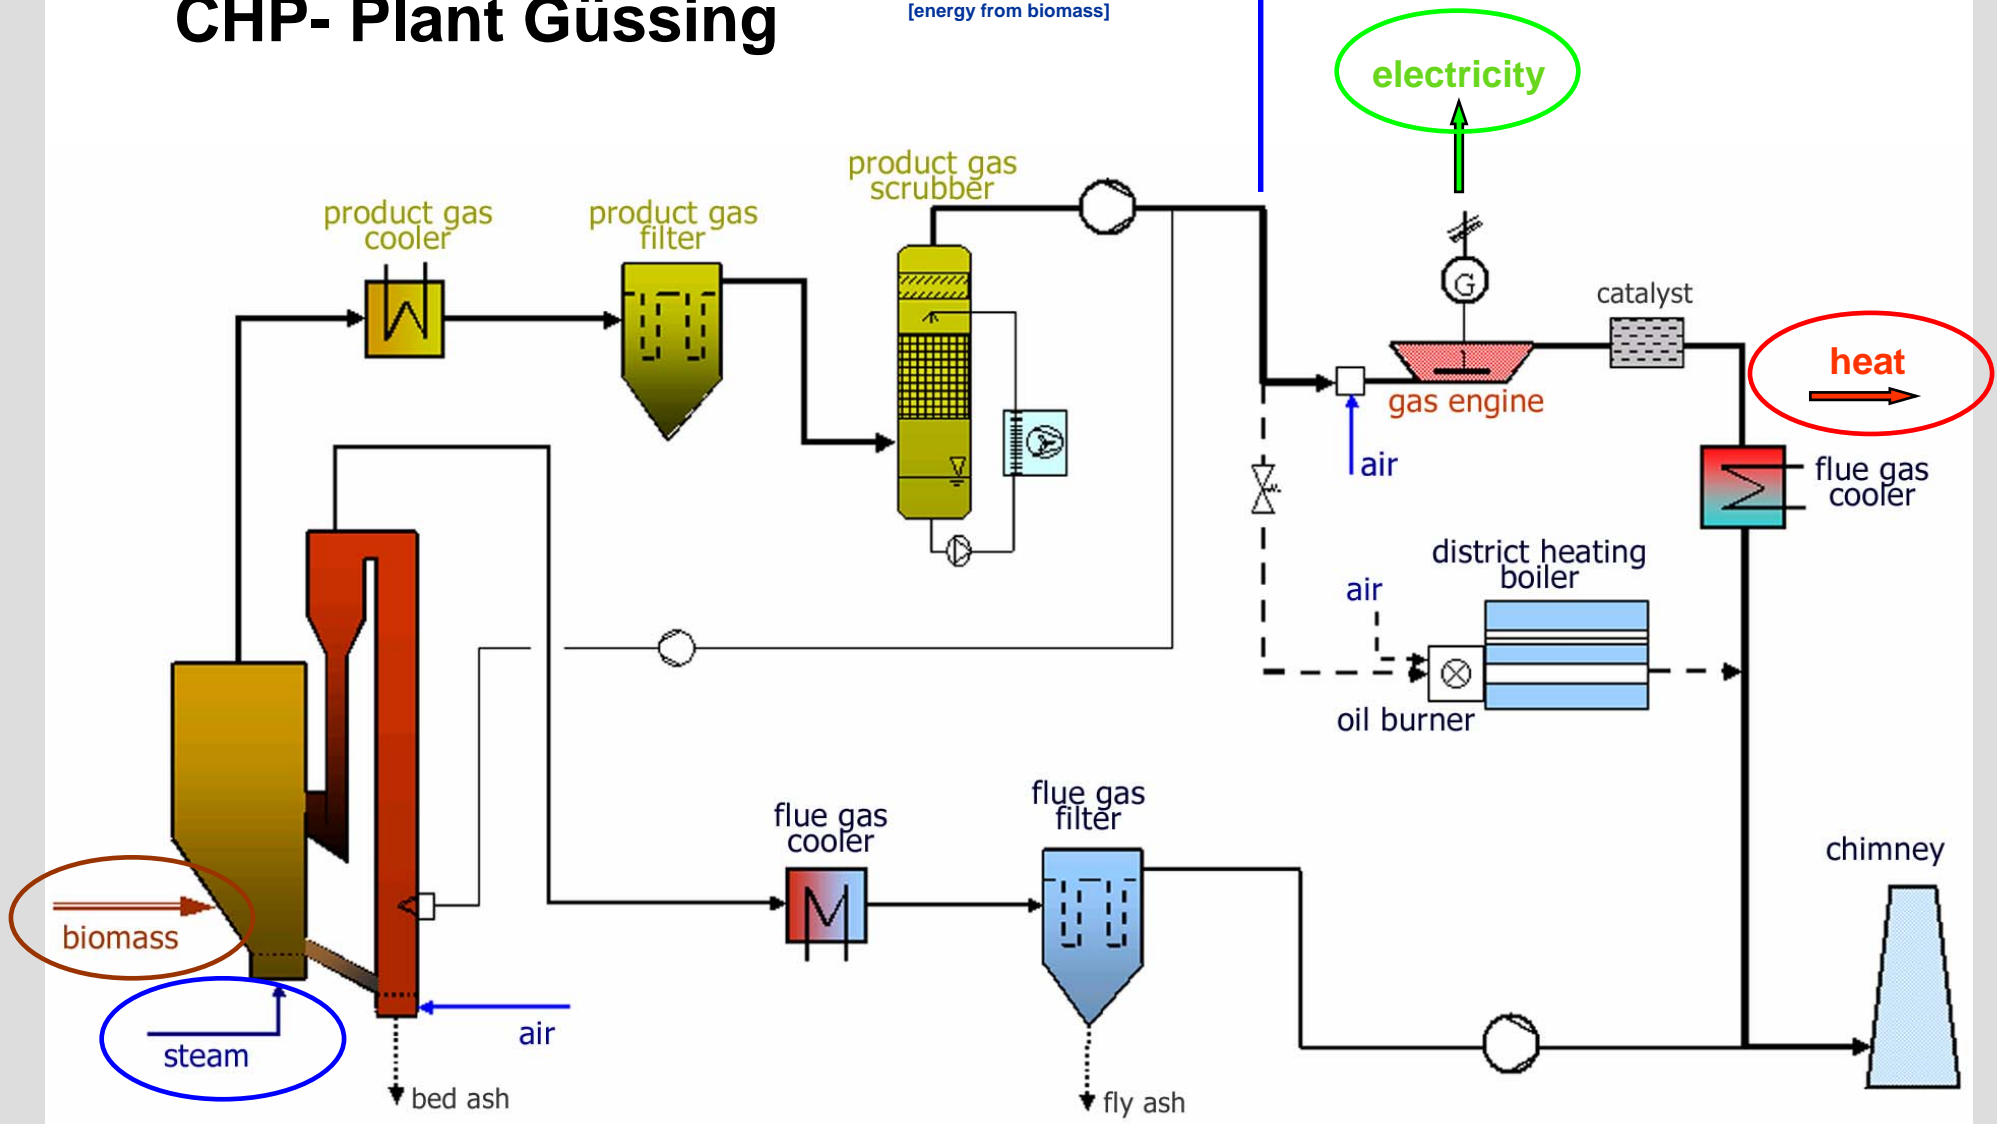 CHP- Plant Güssing
[energy from biomass]
electricity
product gas
scrubber
product gas
cooler
product gas
filter
G
catalyst
heat
gas engine
air
flue gas
cooler
district heating
boiler
air
oil burner
flue gas
filter
flue gas
cooler
chimney
biomass
air
steam
bed ash
fly ash